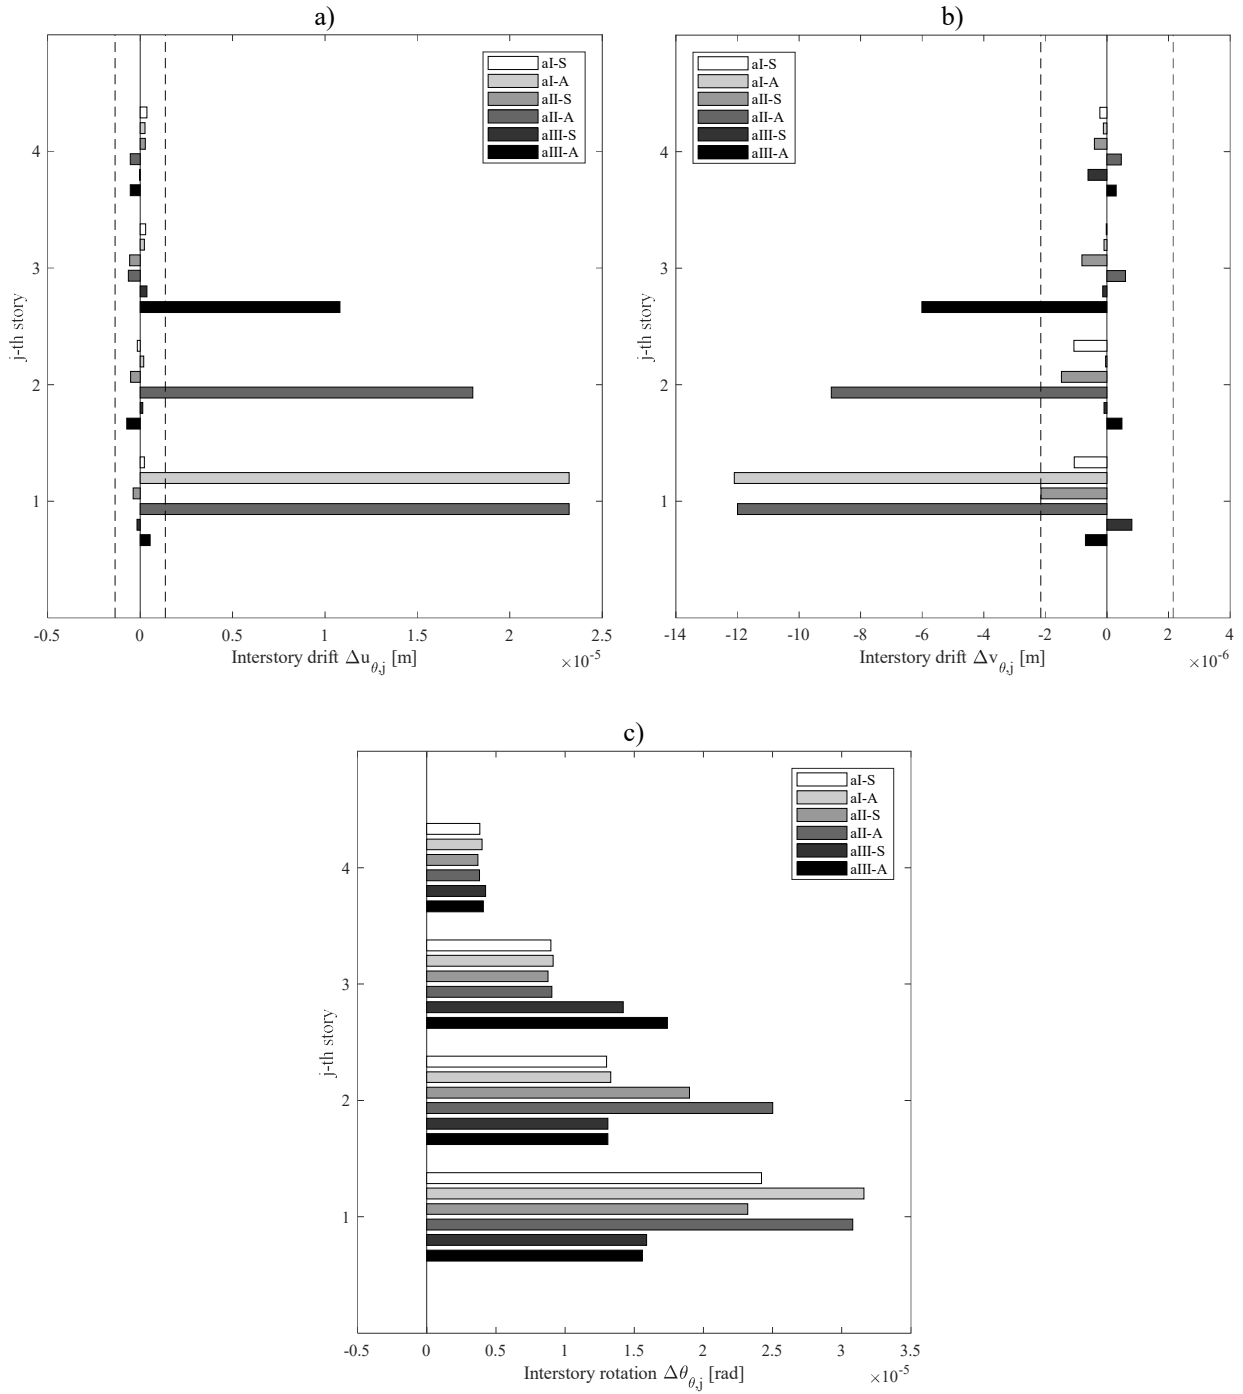 a)
aI-S
aI-A
aII-S
aII-A
aIII-S
aIII-A
4
3
2
1
j-th story
-0.5 0 0.5 1 1.5 2 2.5
Interstory drift Δu_θ,j [m]
×10^-5
b)
aI-S
aI-A
aII-S
aII-A
aIII-S
aIII-A
4
3
2
1
j-th story
-14 -12 -10 -8 -6 -4 -2 0 2 4
Interstory drift Δv_θ,j [m]
×10^-6
c)
aI-S
aI-A
aII-S
aII-A
aIII-S
aIII-A
4
3
2
1
j-th story
-0.5 0 0.5 1 1.5 2 2.5 3 3.5
Interstory rotation Δθ_θ,j [rad]
×10^-5